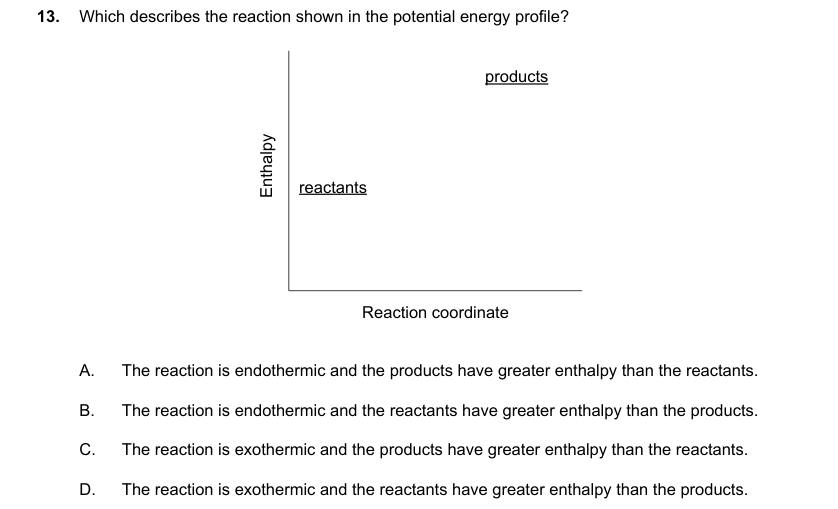 13. Which describes the reaction shown in the potential energy profile?
products
Enthalpy
reactants
Reaction coordinate
A. The reaction is endothermic and the products have greater enthalpy than the reactants.
B. The reaction is endothermic and the reactants have greater enthalpy than the products.
C. The reaction is exothermic and the products have greater enthalpy than the reactants.
D. The reaction is exothermic and the reactants have greater enthalpy than the products.